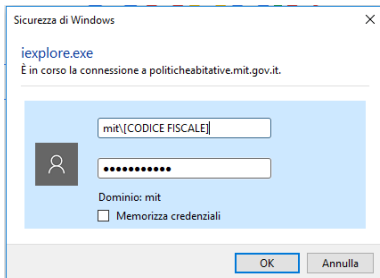 Sicurezza di Windows
iexplore.exe
È in corso la connessione a politicheabitative.mit.gov.it.
mit\[CODICE FISCALE]
●●●●●●●●●●●
Dominio: mit
Memorizza credenziali
OK
Annulla